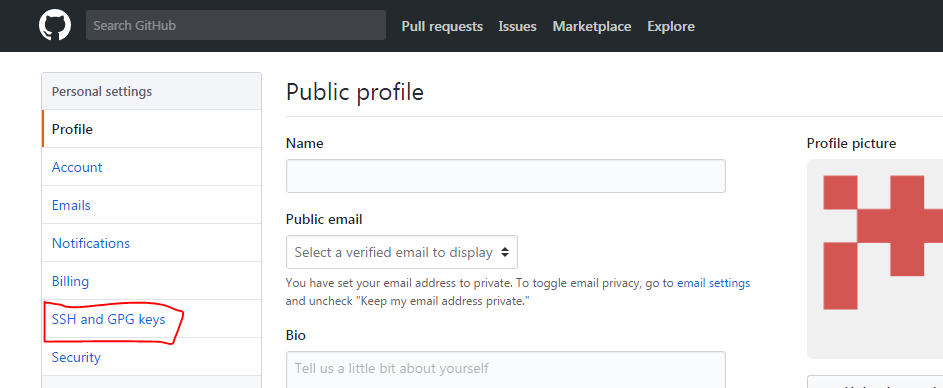 Search GitHub
Pull requests Issues Marketplace Explore
Personal settings
Profile
Account
Emails
Notifications
Billing
SSH and GPG keys
Security
Public profile
Name
Public email
Select a verified email to display
You have set your email address to private. To toggle email privacy, go to email settings
and uncheck "Keep my email address private."
Bio
Tell us a little bit about yourself
Profile picture